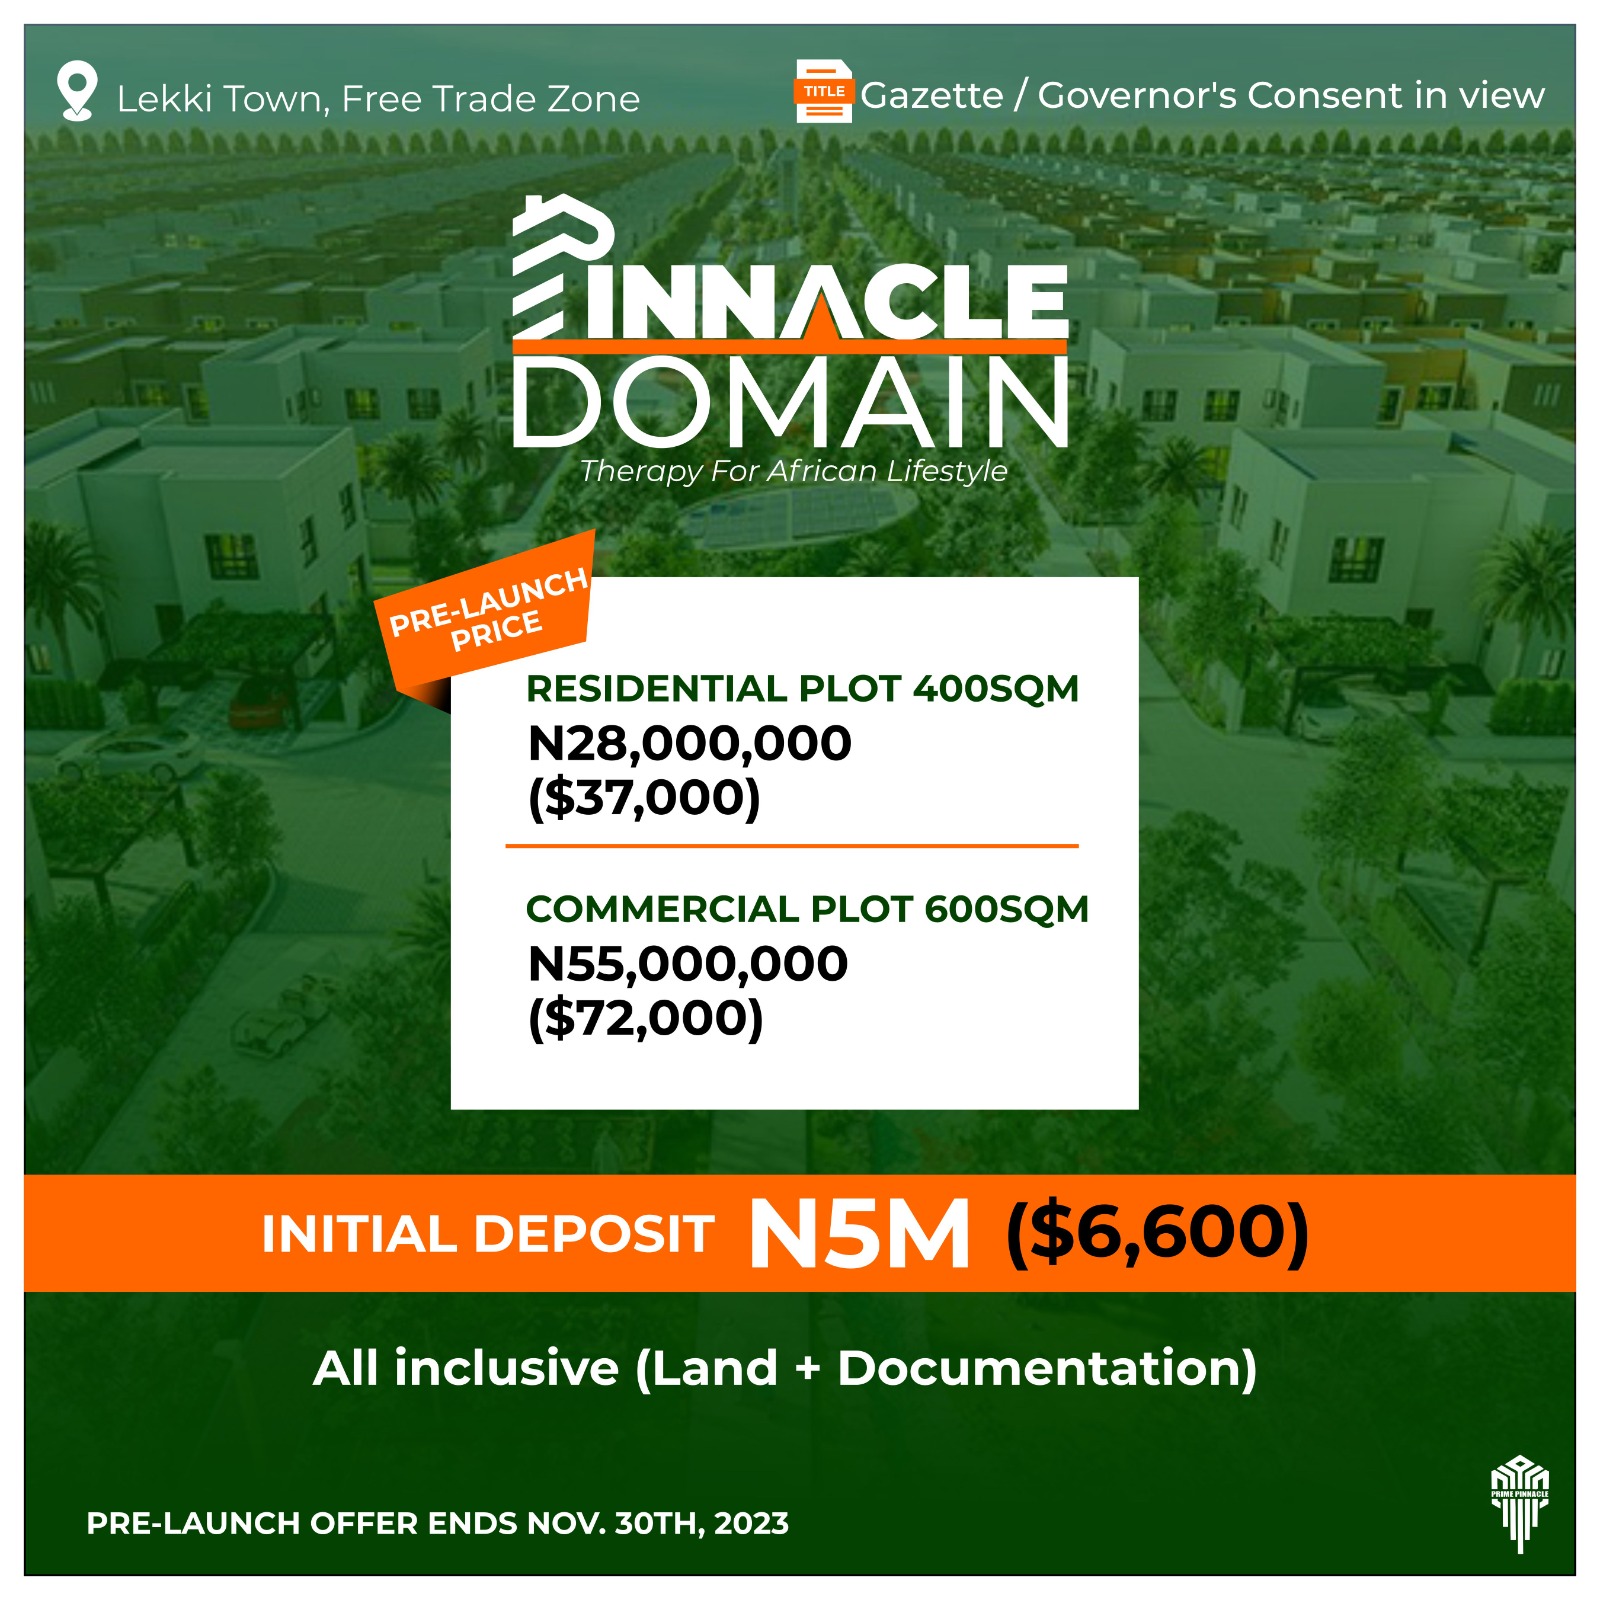 Lekki Town, Free Trade Zone
TITLE
Gazette / Governor's Consent in view
PINNACLE
DOMAIN
Therapy For African Lifestyle
PRE-LAUNCH
PRICE
RESIDENTIAL PLOT 400SQM
N28,000,000
($37,000)
COMMERCIAL PLOT 600SQM
N55,000,000
($72,000)
INITIAL DEPOSIT N5M ($6,600)
All inclusive (Land + Documentation)
PRIME PINNACLE
PRE-LAUNCH OFFER ENDS NOV. 30TH, 2023